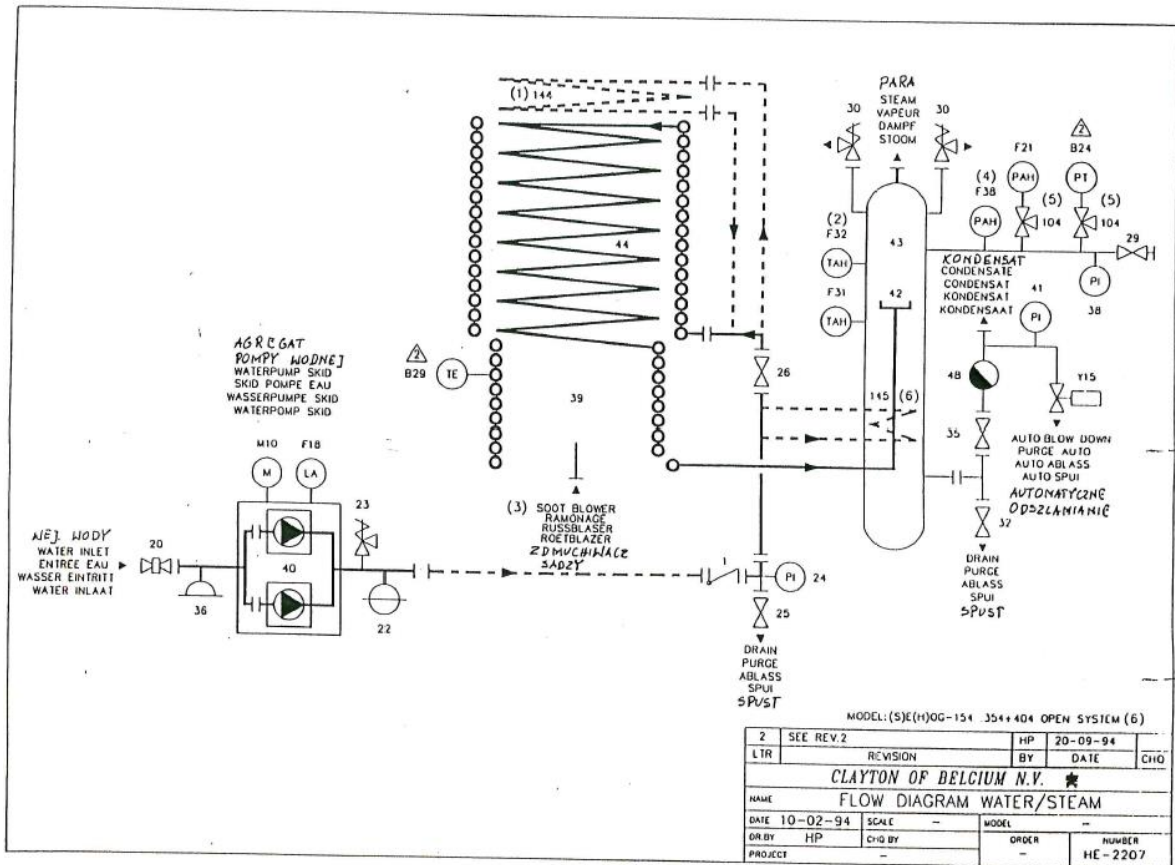 (1) 144
44
2
B29
TE
39
26
PARA
STEAM
VAPEUR
DAMPF
STOOM
30
30
(2)
F32
TAH
F31
TAH
43
42
145 (6)
(4)
F38
PAH
F21
PAH
(5)
104
2
B24
PT
(5)
104
29
PI
38
KONDENSAT
CONDENSATE
CONDENSAT
KONDENSAT
KONDENSAAT
41
PI
48
Y15
35
AUTO BLOW DOWN
PURGE AUTO
AUTO ABLASS
AUTO SPUI
AUTOMATYCZNE
ODSZLAMIANIE
32
DRAIN
PURGE
ABLASS
SPUI
SPUST
AGREGAT
POMPY WODNEJ
WATERPUMP SKID
SKID POMPE EAU
WASSERPUMPE SKID
WATERPOMP SKID
M10
F18
M
LA
23
40
WEJ. WODY
WATER INLET
ENTREE EAU
WASSER EINTRITT
WATER INLAAT
20
36
22
(3) SOOT BLOWER
RAMONAGE
RUSSBLASER
ROETBLAZER
ZDMUCHIWACZ
SADZY
1
PI
24
25
DRAIN
PURGE
ABLASS
SPUI
SPUST
MODEL:(S)E(H)OG-154 .354+404 OPEN SYSTEM (6)
2 SEE REV.2 HP 20-09-94
LTR REVISION BY DATE CHQ
CLAYTON OF BELGIUM N.V.
NAME FLOW DIAGRAM WATER/STEAM
DATE 10-02-94 SCALE - MODEL -
DR.BY HP CHQ BY ORDER NUMBER
PROJECT - - HE-2207